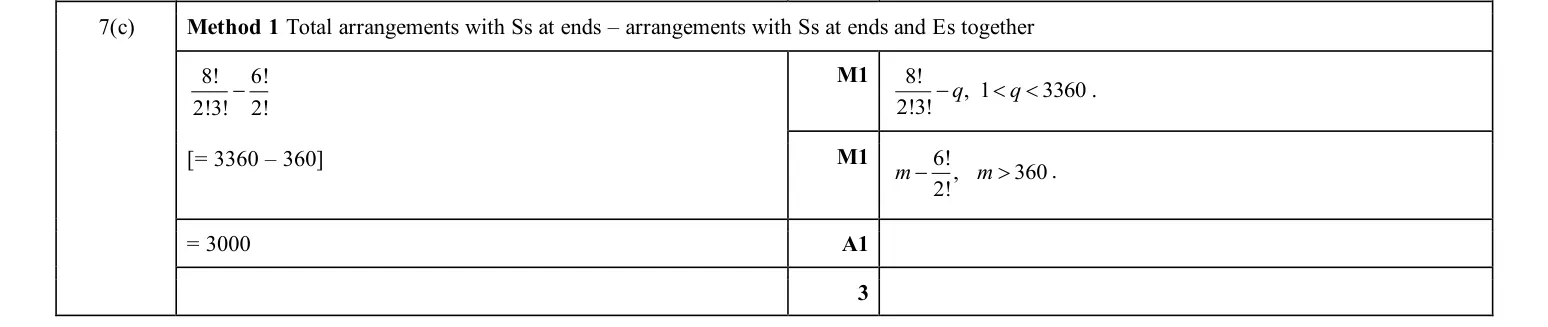 7(c) Method 1 Total arrangements with Ss at ends – arrangements with Ss at ends and Es together
8!/2!3! − 6!/2! M1 8!/2!3! − q, 1 < q < 3360 .
[= 3360 – 360] M1 m − 6!/2!, m > 360 .
= 3000 A1
3